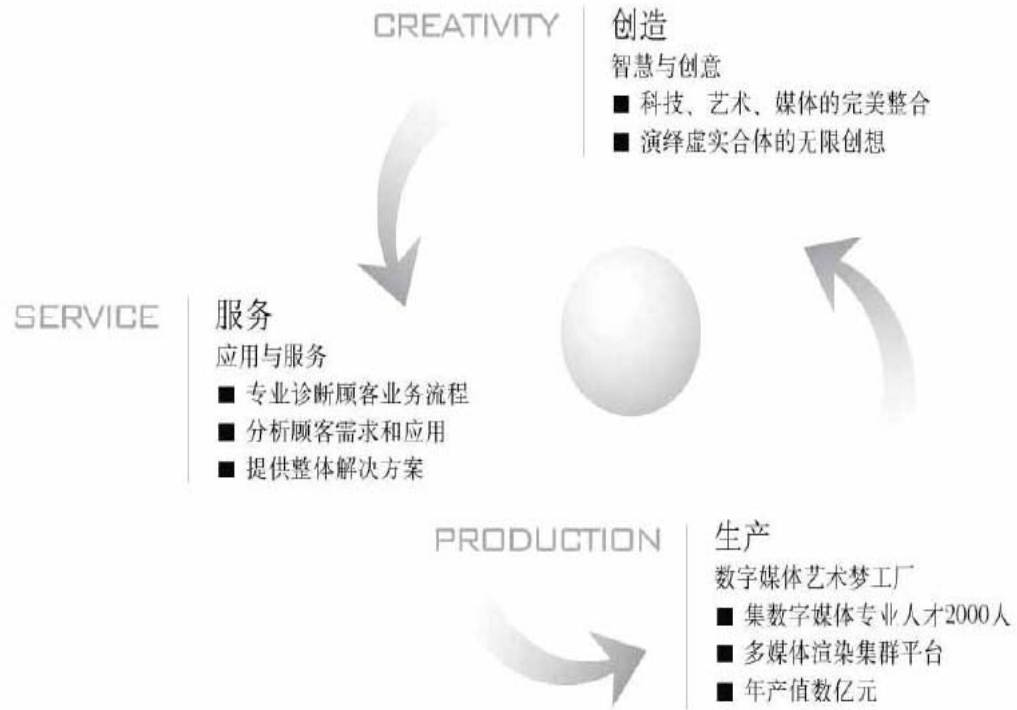 CREATIVITY
创造
智慧与创意
■ 科技、艺术、媒体的完美整合
■ 演绎虚实合体的无限创想
SERVICE
服务
应用与服务
■ 专业诊断顾客业务流程
■ 分析顾客需求和应用
■ 提供整体解决方案
PRODUCTION
生产
数字媒体艺术梦工厂
■ 集数字媒体专业人才2000人
■ 多媒体渲染集群平台
■ 年产值数亿元